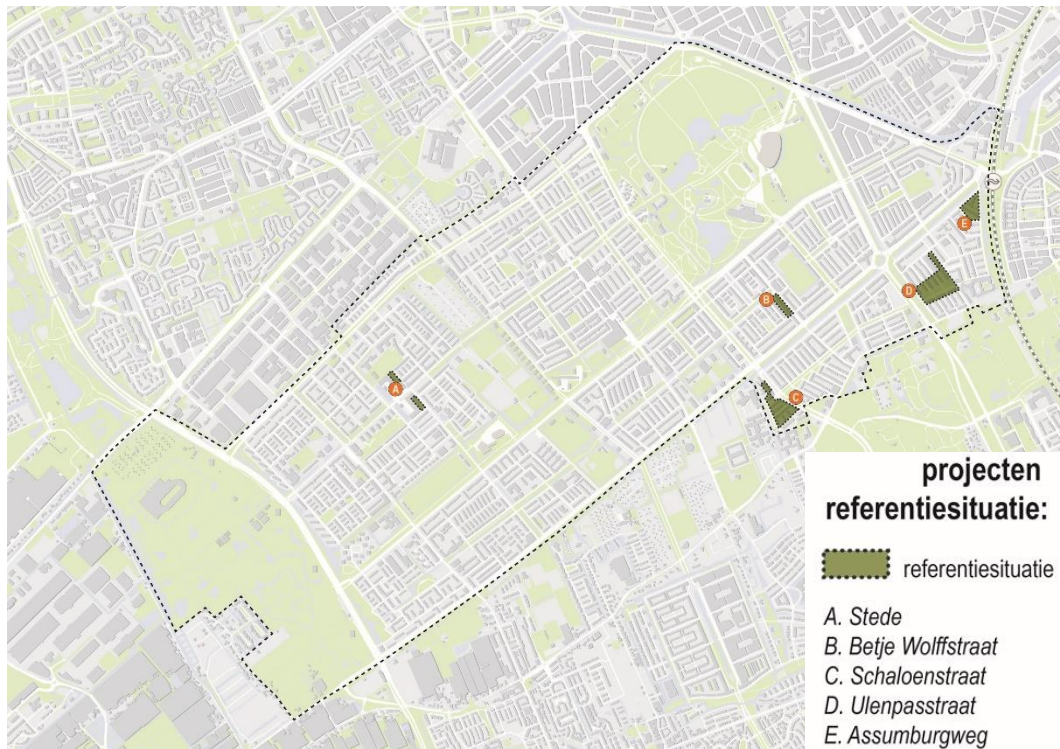 A
B
C
D
E
projecten
referentiesituatie:
referentiesituatie
A. Stede
B. Betje Wolffstraat
C. Schaloenstraat
D. Ulenpasstraat
E. Assumburgweg